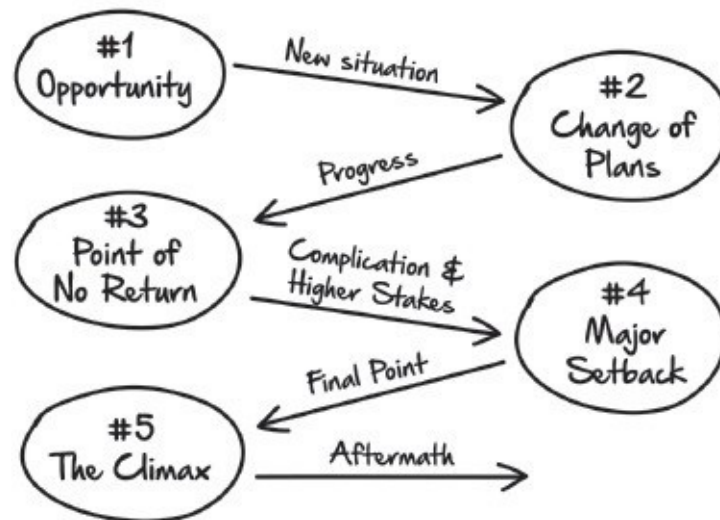 #1
Opportunity
New situation
#2
Change of
Plans
Progress
#3
Point of
No Return
Complication &
Higher Stakes
#4
Major
Setback
Final Point
#5
The Climax
Aftermath